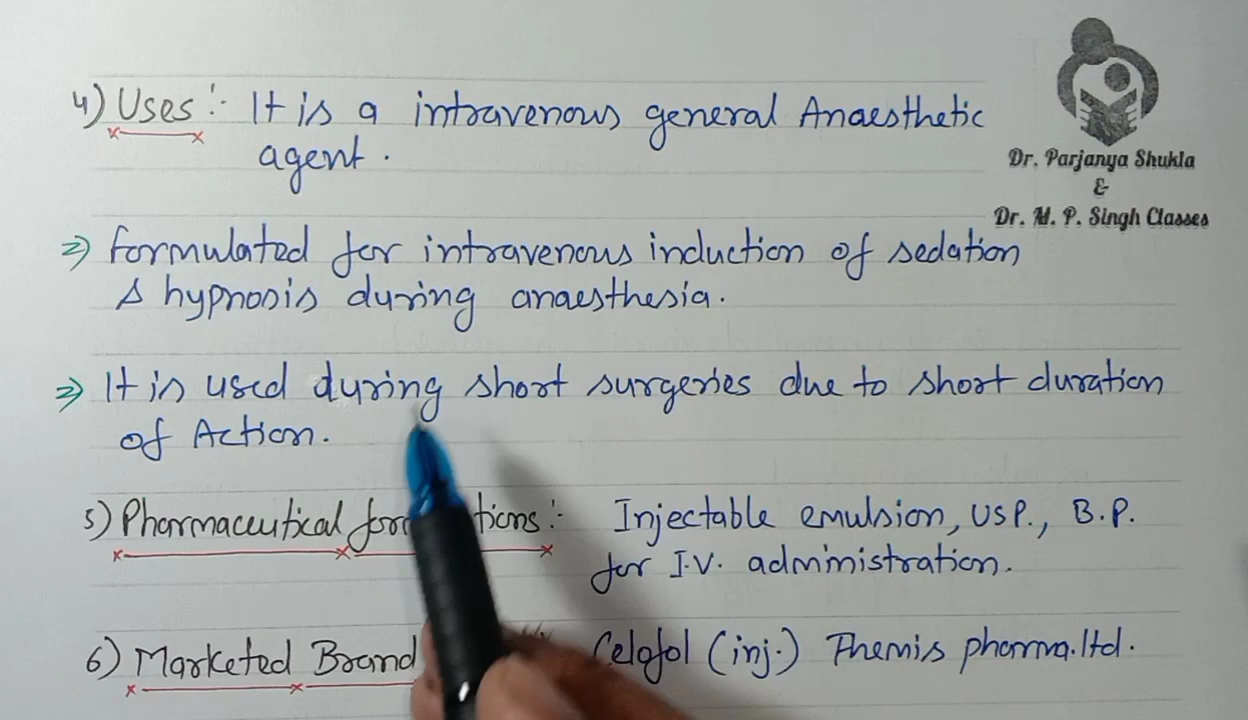 4) Uses :- It is a intravenous general Anaesthetic
agent.
Dr. Parjanya Shukla
&
Dr. M. P. Singh Classes
=> formulated for intravenous induction of sedation
& hypnosis during anaesthesia.
=> It is used during short surgeries due to short duration
of Action.
5) Pharmaceutical for tions :- Injectable emulsion, USP., B.P.
for I.V. administration.
6) Marketed Brand Celofol (inj.) Themis pharma.ltd.